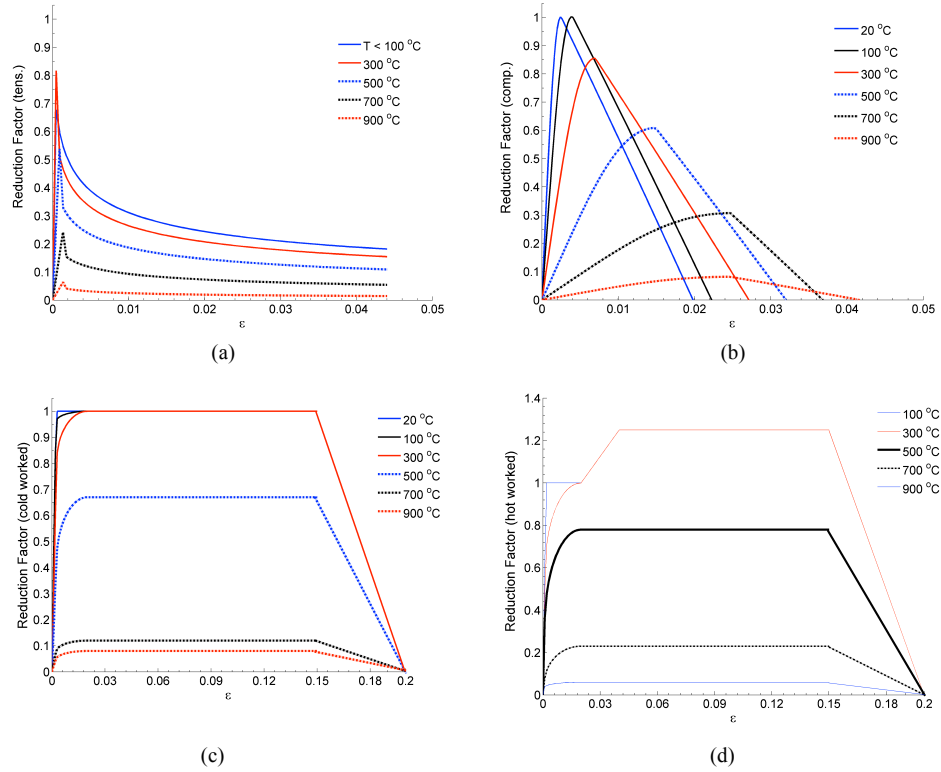 Reduction Factor (tens.)
1
0.9
0.8
0.7
0.6
0.5
0.4
0.3
0.2
0.1
0
0 0.01 0.02 0.03 0.04 0.05
ε
T < 100 °C
300 °C
500 °C
700 °C
900 °C
(a)
Reduction Factor (comp.)
1
0.9
0.8
0.7
0.6
0.5
0.4
0.3
0.2
0.1
0
0 0.01 0.02 0.03 0.04 0.05
ε
20 °C
100 °C
300 °C
500 °C
700 °C
900 °C
(b)
Reduction Factor (cold worked)
1
0.9
0.8
0.7
0.6
0.5
0.4
0.3
0.2
0.1
0
0 0.03 0.06 0.09 0.12 0.15 0.18 0.2
ε
20 °C
100 °C
300 °C
500 °C
700 °C
900 °C
(c)
Reduction Factor (hot worked)
1.4
1.2
1
0.8
0.6
0.4
0.2
0
0 0.03 0.06 0.09 0.12 0.15 0.18 0.2
ε
100 °C
300 °C
500 °C
700 °C
900 °C
(d)